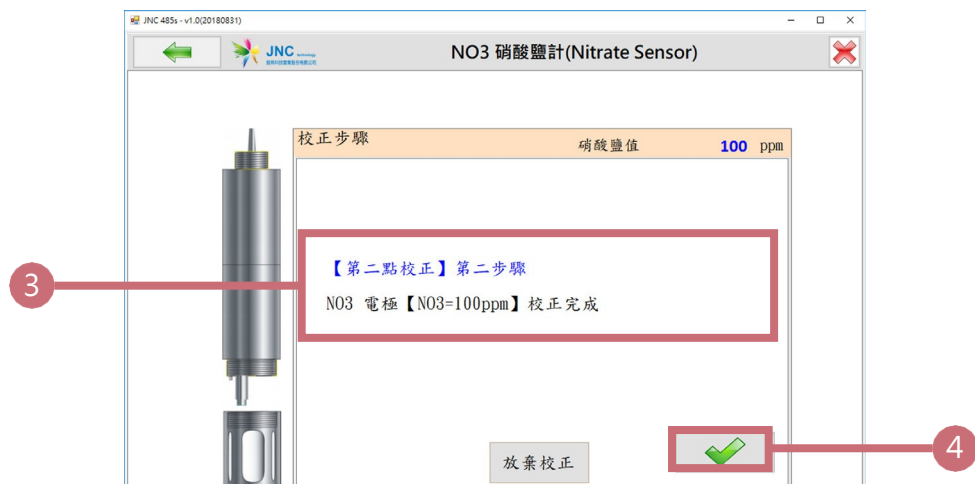 JNC 485s - v1.0(20180831)
JNC technology
NO3 硝酸鹽計(Nitrate Sensor)
校正步驟
硝酸鹽值 100 ppm
3
【第二點校正】第二步驟
NO3 電極【NO3=100ppm】校正完成
放棄校正
4